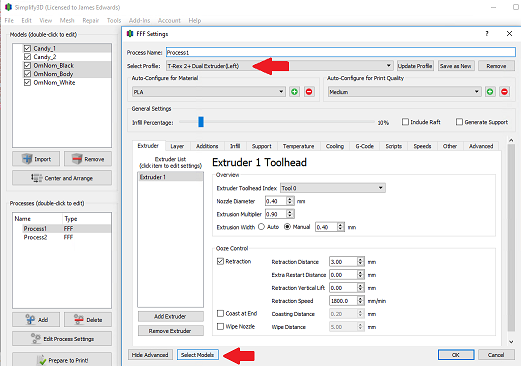 Simplify3D (Licensed to James Edwards)
File Edit View Mesh Repair Tools Add-Ins Account Help
Models (double-click to edit)
Candy_1
Candy_2
OmNom_Black
OmNom_Body
OmNom_White
Import Remove
Center and Arrange
Processes (double-click to edit)
Name Type
Process1 FFF
Process2 FFF
Add Delete
Edit Process Settings
Prepare to Print!
FFF Settings
Process Name: Process1
Select Profile: T-Rex 2+ Dual Extruder(Left) Update Profile Save as New Remove
Auto-Configure for Material Auto-Configure for Print Quality
PLA Medium
General Settings
Infill Percentage: 10% Include Raft Generate Support
Extruder Layer Additions Infill Support Temperature Cooling G-Code Scripts Speeds Other Advanced
Extruder List
(click item to edit settings)
Extruder 1
Add Extruder
Remove Extruder
Extruder 1 Toolhead
Overview
Extruder Toolhead Index Tool 0
Nozzle Diameter 0.40 mm
Extrusion Multiplier 0.90
Extrusion Width Auto Manual 0.40 mm
Ooze Control
Retraction Retraction Distance 3.00 mm
Extra Restart Distance 0.00 mm
Retraction Vertical Lift 0.00 mm
Retraction Speed 1800.0 mm/min
Coast at End Coasting Distance 0.20 mm
Wipe Nozzle Wipe Distance 5.00 mm
Hide Advanced Select Models OK Cancel